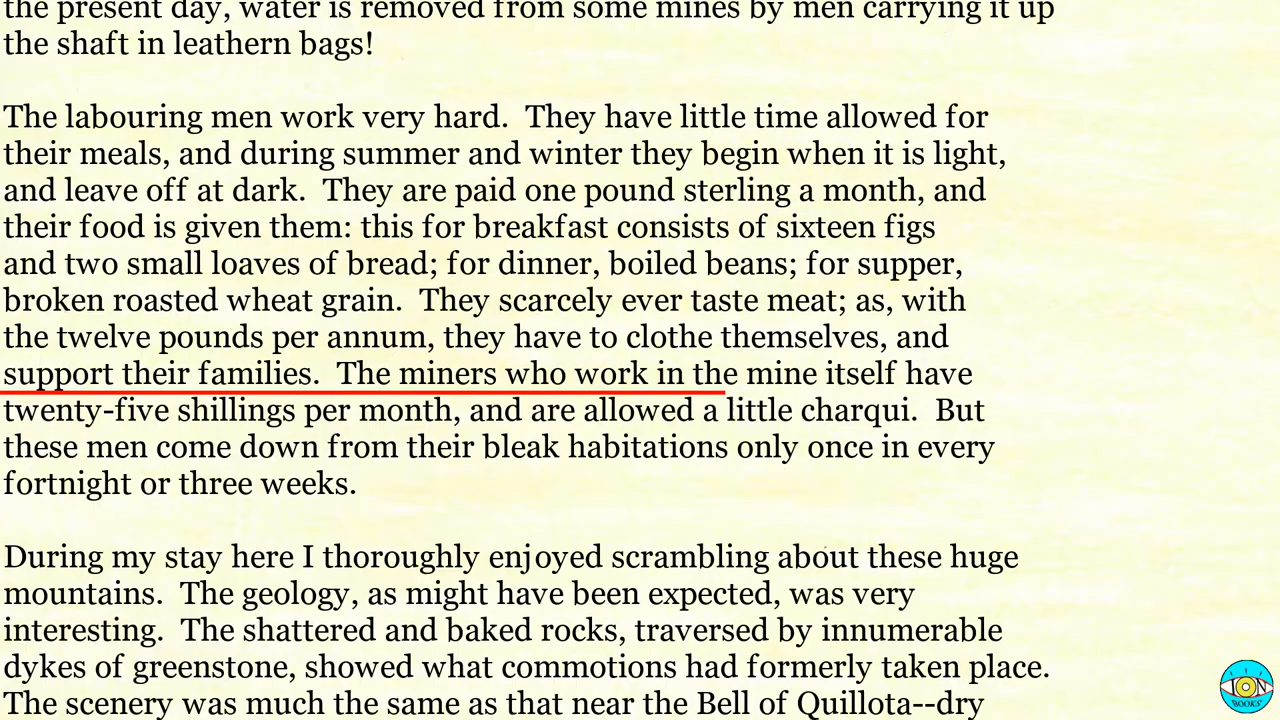 the present day, water is removed from some mines by men carrying it up
the shaft in leathern bags!
The labouring men work very hard.  They have little time allowed for
their meals, and during summer and winter they begin when it is light,
and leave off at dark.  They are paid one pound sterling a month, and
their food is given them: this for breakfast consists of sixteen figs
and two small loaves of bread; for dinner, boiled beans; for supper,
broken roasted wheat grain.  They scarcely ever taste meat; as, with
the twelve pounds per annum, they have to clothe themselves, and
support their families.  The miners who work in the mine itself have
twenty-five shillings per month, and are allowed a little charqui.  But
these men come down from their bleak habitations only once in every
fortnight or three weeks.
During my stay here I thoroughly enjoyed scrambling about these huge
mountains.  The geology, as might have been expected, was very
interesting.  The shattered and baked rocks, traversed by innumerable
dykes of greenstone, showed what commotions had formerly taken place.
The scenery was much the same as that near the Bell of Quillota--dry
ION
BOOKS